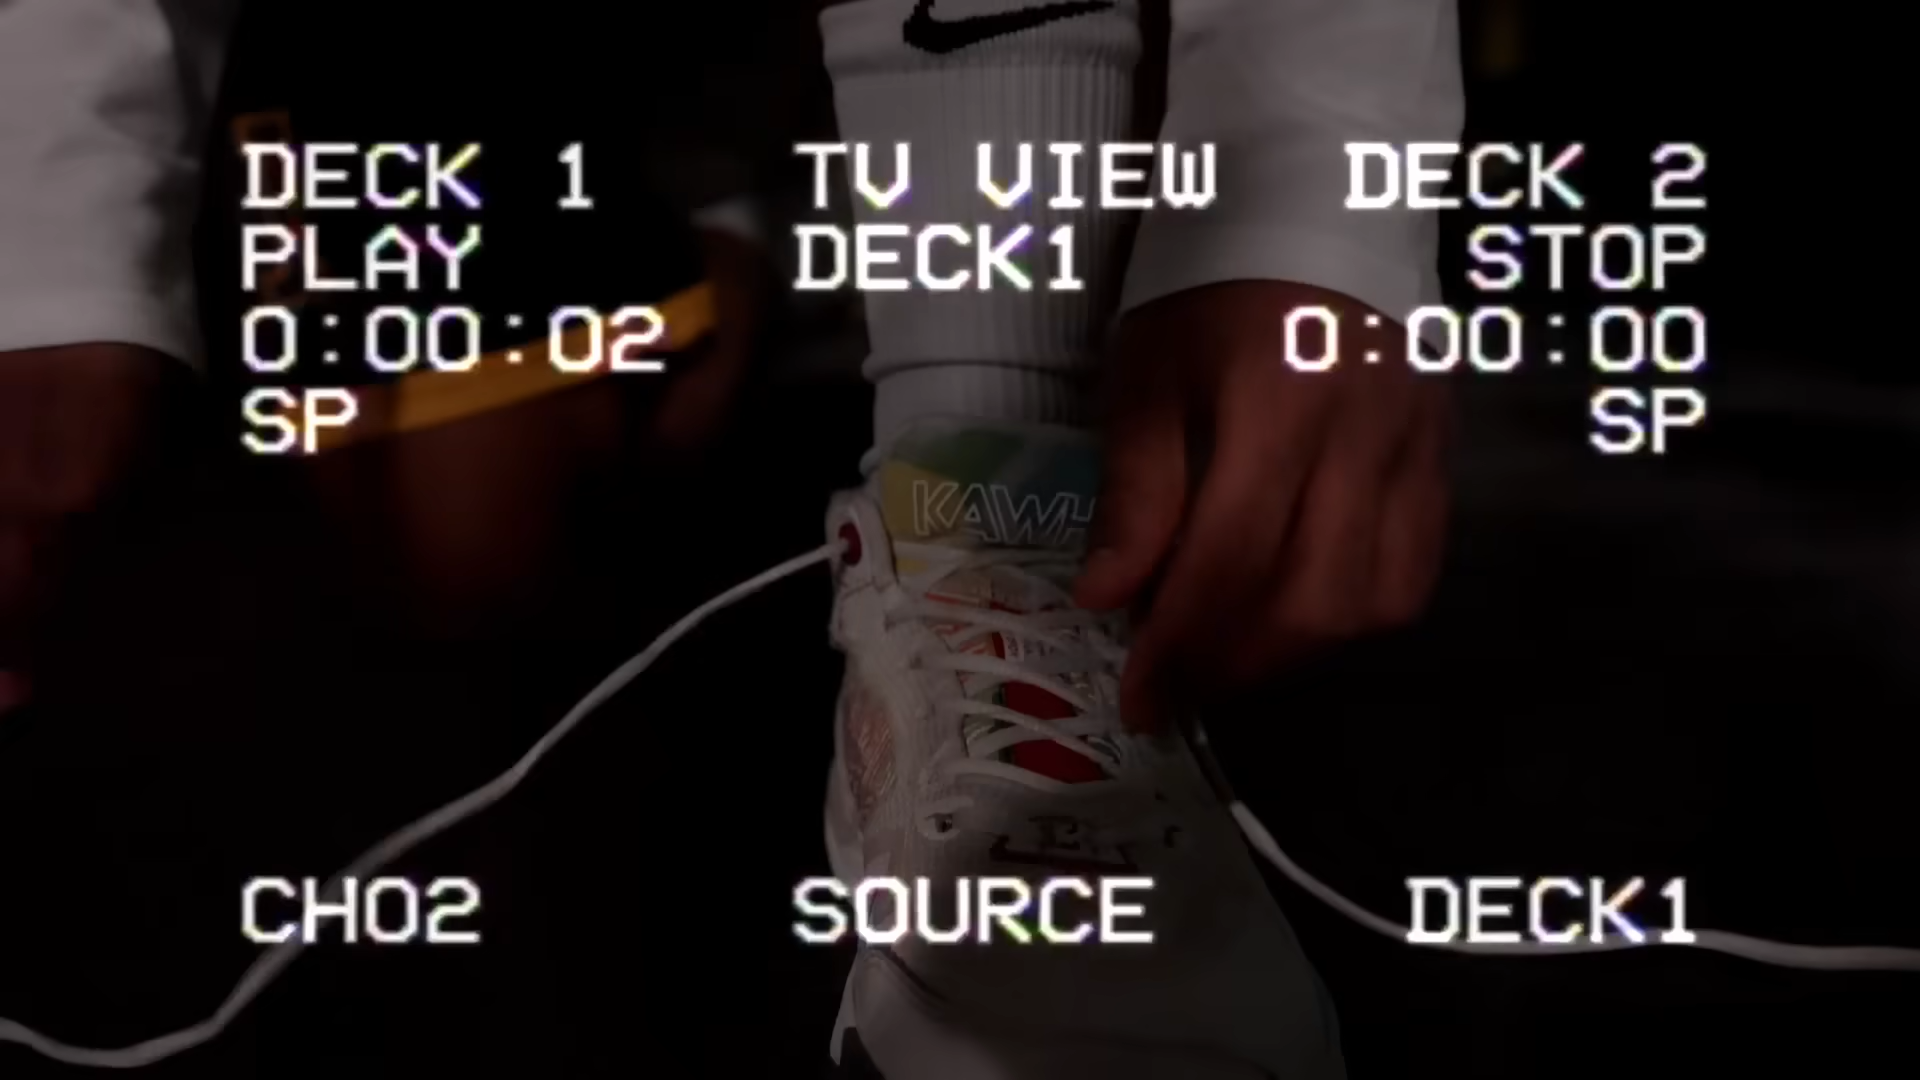 DECK 1 TV VIEW DECK 2
PLAY DECK1 STOP
0:00:02 0:00:00
SP SP
KAWH
CH02 SOURCE DECK1